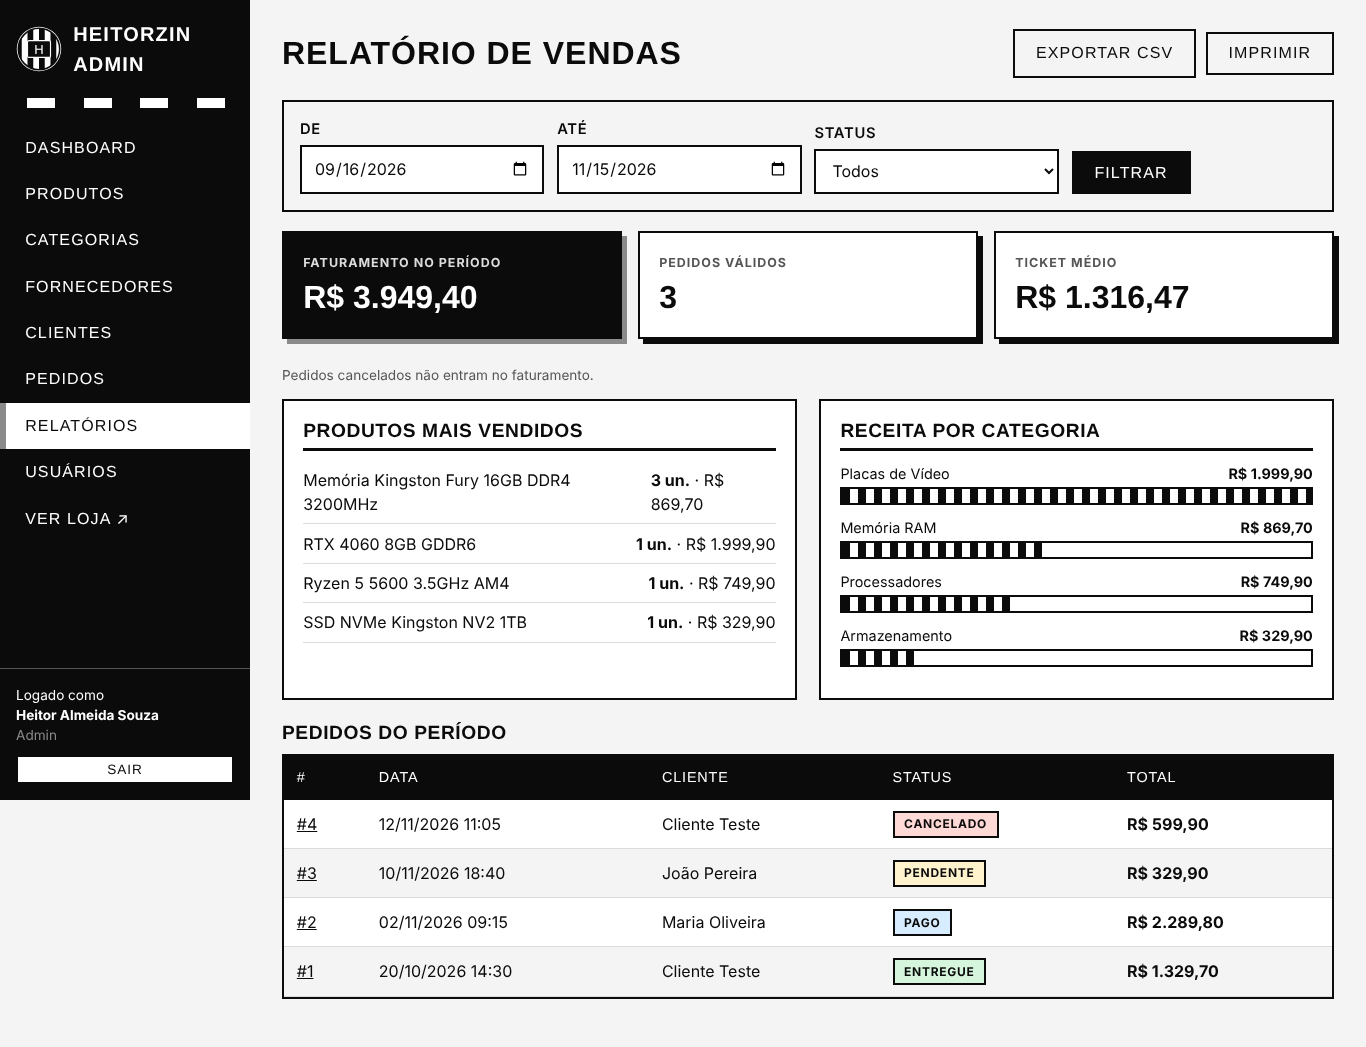 H
HEITORZIN
ADMIN
DASHBOARD
PRODUTOS
CATEGORIAS
FORNECEDORES
CLIENTES
PEDIDOS
RELATÓRIOS
USUÁRIOS
VER LOJA ↗
Logado como
Heitor Almeida Souza
Admin
SAIR
RELATÓRIO DE VENDAS
EXPORTAR CSV
IMPRIMIR
DE
ATÉ
STATUS
09/16/2026
11/15/2026
Todos
FILTRAR
FATURAMENTO NO PERÍODO
R$ 3.949,40
PEDIDOS VÁLIDOS
3
TICKET MÉDIO
R$ 1.316,47
Pedidos cancelados não entram no faturamento.
PRODUTOS MAIS VENDIDOS
Memória Kingston Fury 16GB DDR4 3 un. · R$
3200MHz 869,70
RTX 4060 8GB GDDR6 1 un. · R$ 1.999,90
Ryzen 5 5600 3.5GHz AM4 1 un. · R$ 749,90
SSD NVMe Kingston NV2 1TB 1 un. · R$ 329,90
RECEITA POR CATEGORIA
Placas de Vídeo R$ 1.999,90
Memória RAM R$ 869,70
Processadores R$ 749,90
Armazenamento R$ 329,90
PEDIDOS DO PERÍODO
# DATA CLIENTE STATUS TOTAL
#4 12/11/2026 11:05 Cliente Teste CANCELADO R$ 599,90
#3 10/11/2026 18:40 João Pereira PENDENTE R$ 329,90
#2 02/11/2026 09:15 Maria Oliveira PAGO R$ 2.289,80
#1 20/10/2026 14:30 Cliente Teste ENTREGUE R$ 1.329,70